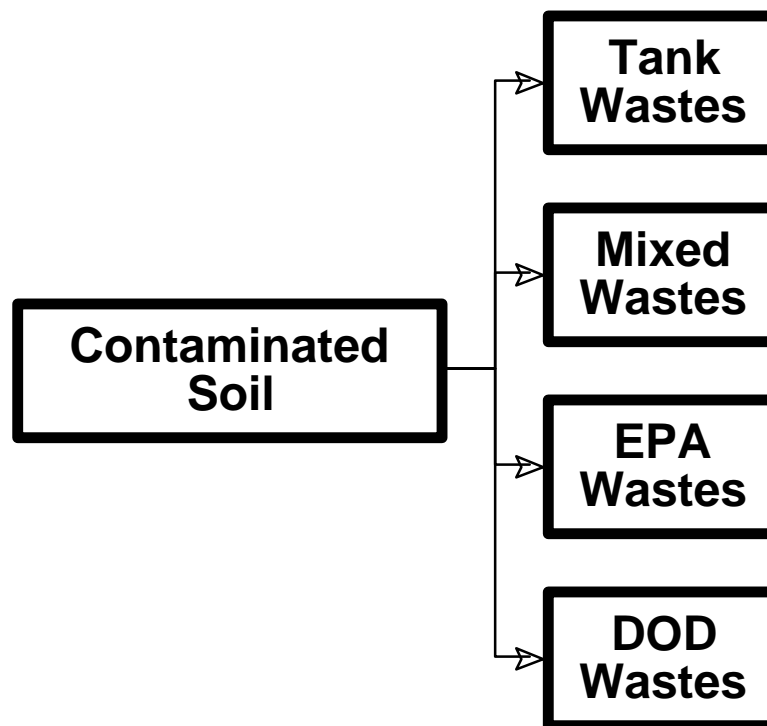 Tank
Wastes
Mixed
Wastes
Contaminated
Soil
EPA
Wastes
DOD
Wastes